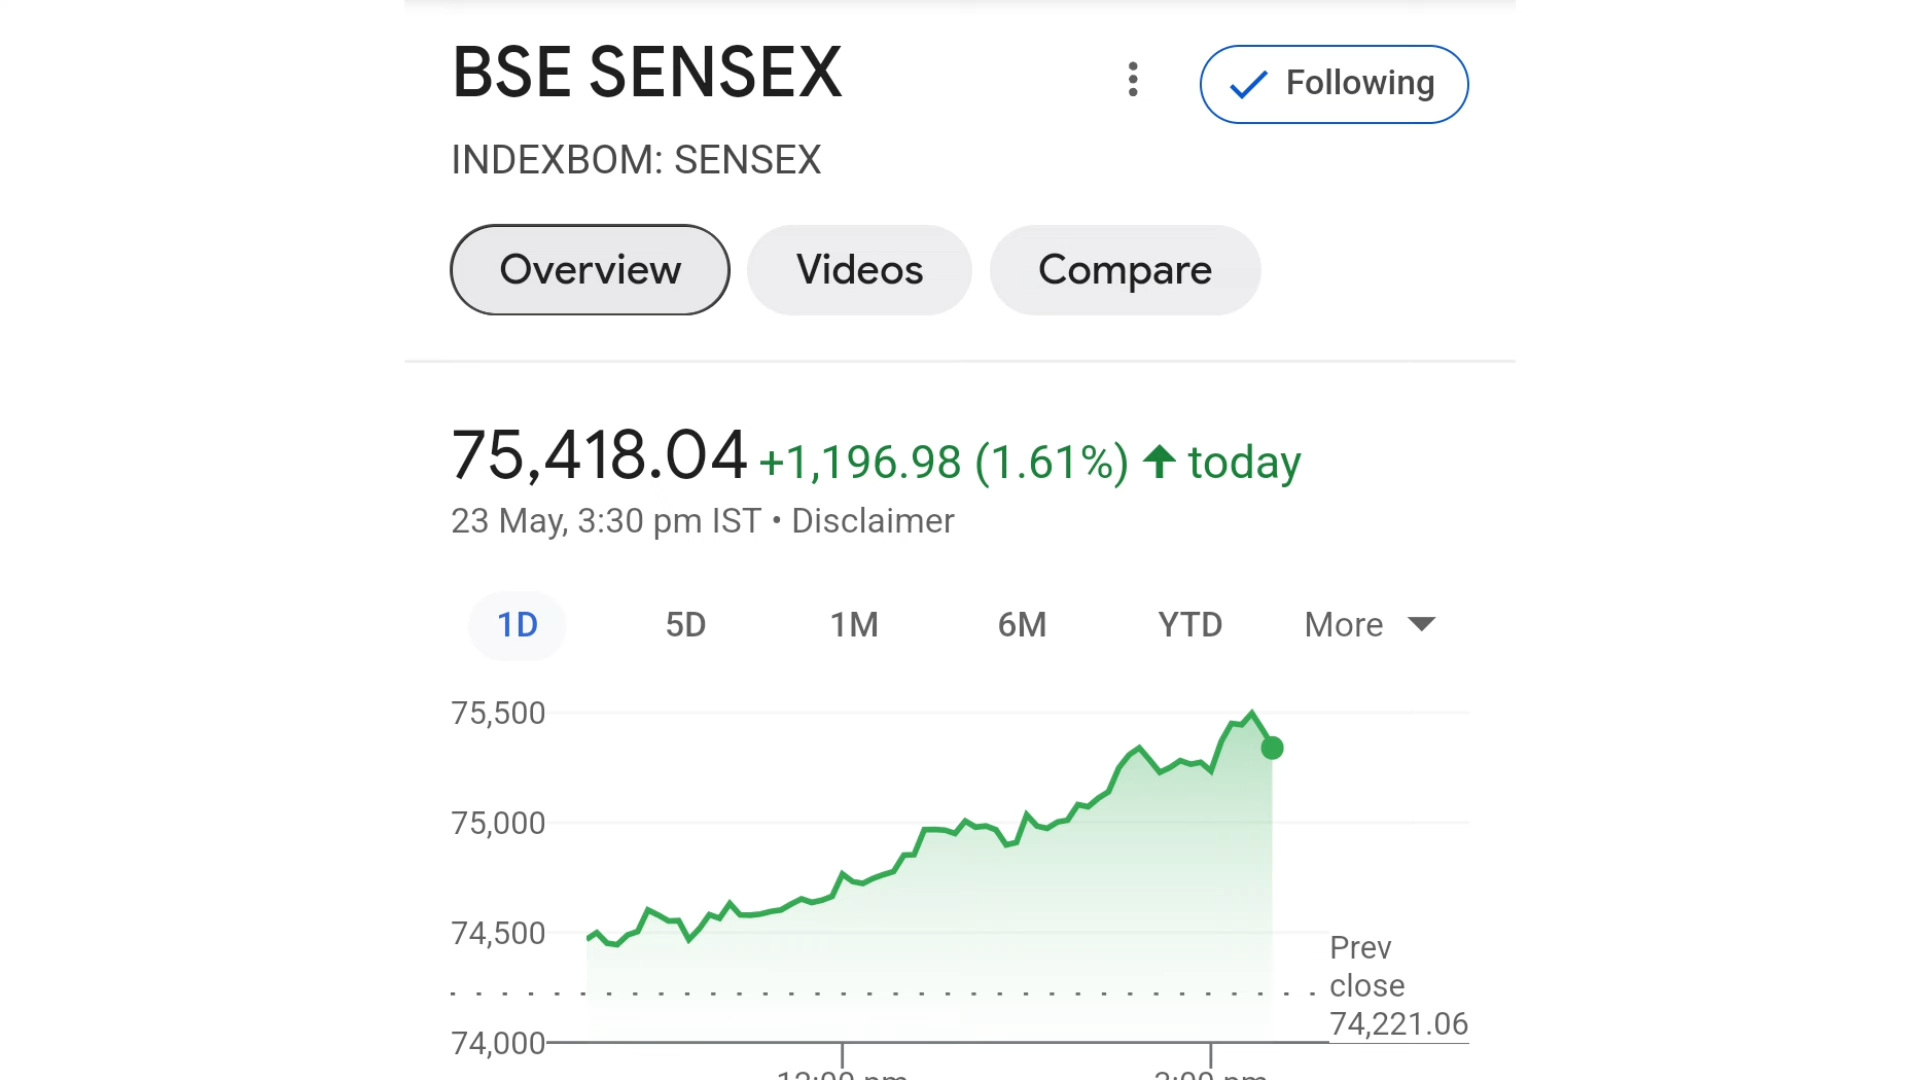 BSE SENSEX
Following
INDEXBOM: SENSEX
Overview Videos Compare
75,418.04 +1,196.98 (1.61%) ↑ today
23 May, 3:30 pm IST • Disclaimer
1D 5D 1M 6M YTD More
75,500
75,000
74,500
Prev
close
74,221.06
74,000